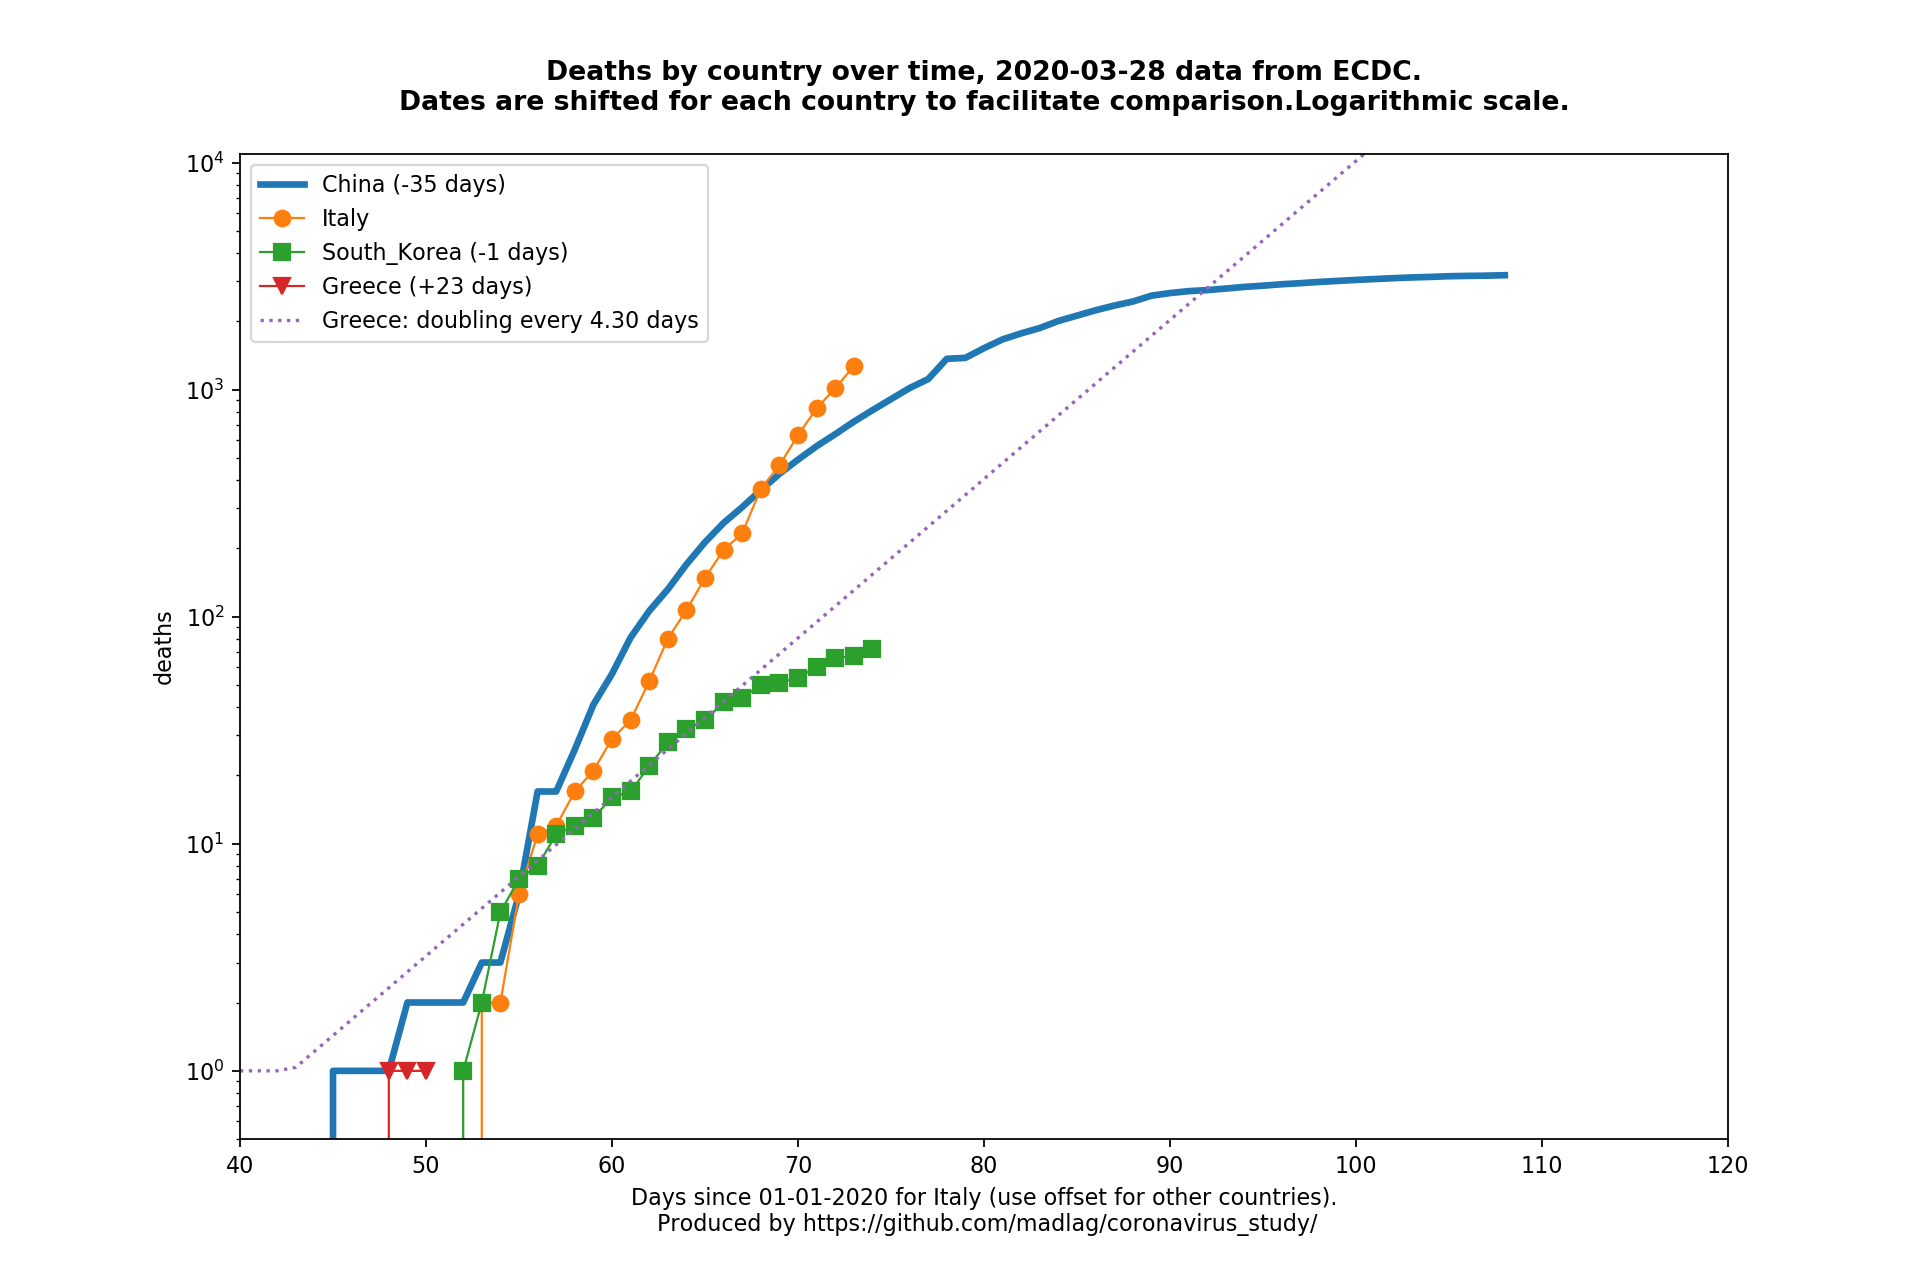 Deaths by country over time, 2020-03-28 data from ECDC.
Dates are shifted for each country to facilitate comparison.Logarithmic scale.
10^4
10^3
10^2
10^1
10^0
deaths
China (-35 days)
Italy
South_Korea (-1 days)
Greece (+23 days)
Greece: doubling every 4.30 days
40 50 60 70 80 90 100 110 120
Days since 01-01-2020 for Italy (use offset for other countries).
Produced by https://github.com/madlag/coronavirus_study/